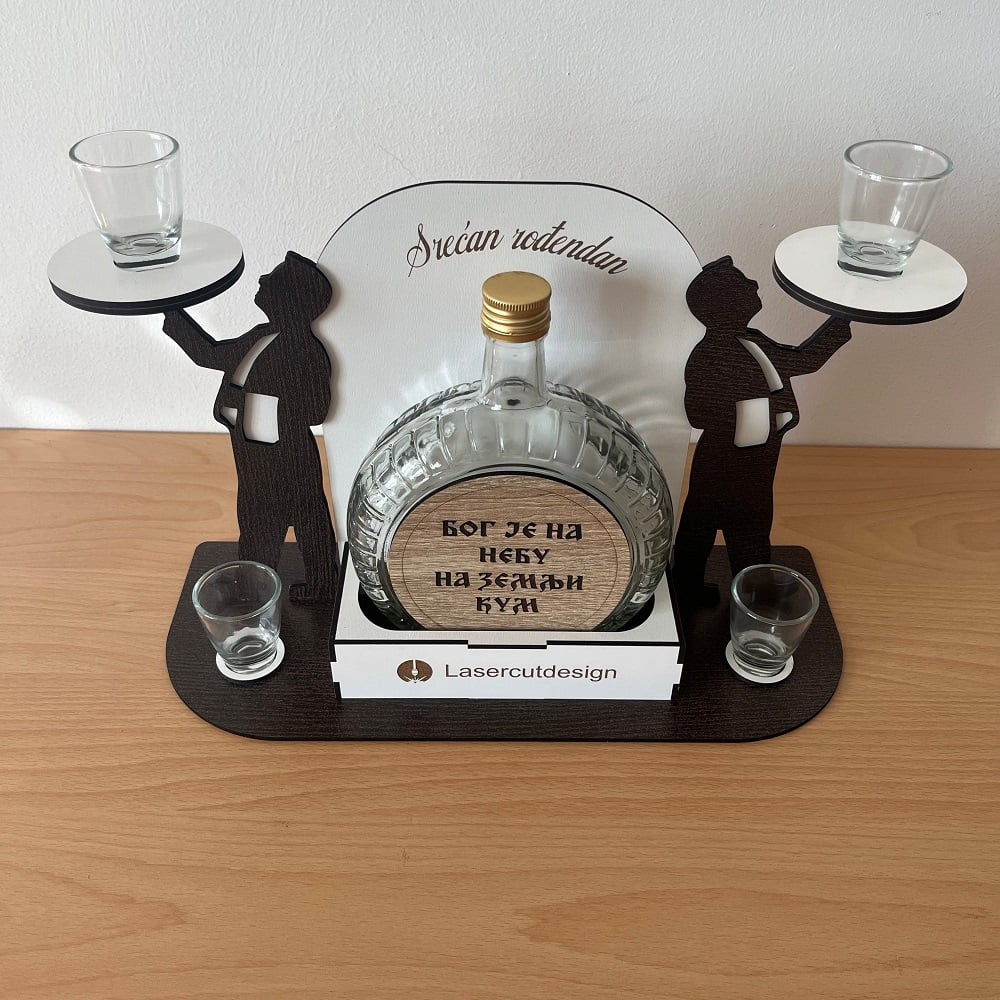 Srećan rođendan
БОГ ЈЕ НА
НЕБУ
НА ЗЕМЉИ
КУМ
Lasercutdesign